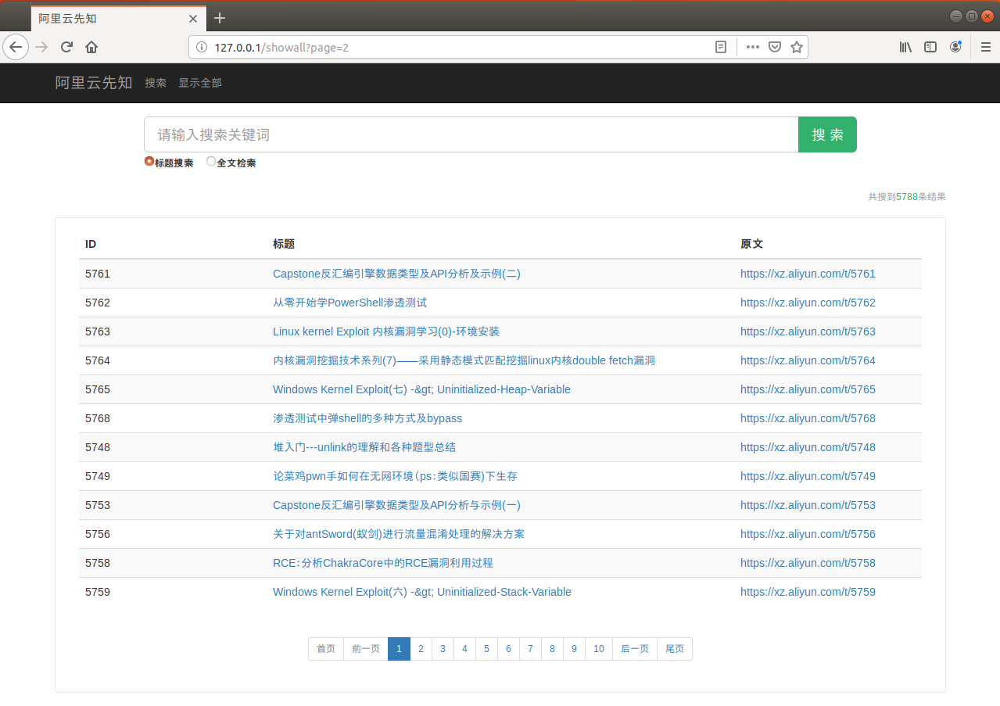 阿里云先知
127.0.0.1/showall?page=2
阿里云先知 搜索 显示全部
请输入搜索关键词 搜 索
标题搜索 全文检索
共搜到5788条结果
ID 标题 原文
5761 Capstone反汇编引擎数据类型及API分析及示例(二) https://xz.aliyun.com/t/5761
5762 从零开始学PowerShell渗透测试 https://xz.aliyun.com/t/5762
5763 Linux kernel Exploit 内核漏洞学习(0)-环境安装 https://xz.aliyun.com/t/5763
5764 内核漏洞挖掘技术系列(7)——采用静态模式匹配挖掘linux内核double fetch漏洞 https://xz.aliyun.com/t/5764
5765 Windows Kernel Exploit(七) -&gt; Uninitialized-Heap-Variable https://xz.aliyun.com/t/5765
5768 渗透测试中弹shell的多种方式及bypass https://xz.aliyun.com/t/5768
5748 堆入门---unlink的理解和各种题型总结 https://xz.aliyun.com/t/5748
5749 论菜鸡pwn手如何在无网环境（ps：类似国赛)下生存 https://xz.aliyun.com/t/5749
5753 Capstone反汇编引擎数据类型及API分析与示例(一) https://xz.aliyun.com/t/5753
5756 关于对antSword(蚁剑)进行流量混淆处理的解决方案 https://xz.aliyun.com/t/5756
5758 RCE：分析ChakraCore中的RCE漏洞利用过程 https://xz.aliyun.com/t/5758
5759 Windows Kernel Exploit(六) -&gt; Uninitialized-Stack-Variable https://xz.aliyun.com/t/5759
首页 前一页 1 2 3 4 5 6 7 8 9 10 后一页 尾页